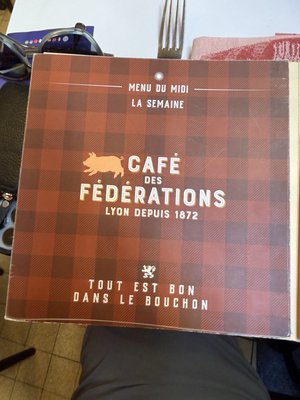 MENU DU MIDI
LA SEMAINE
CAFÉ
DES
FÉDÉRATIONS
LYON DEPUIS 1872
TOUT EST BON
DANS LE BOUCHON